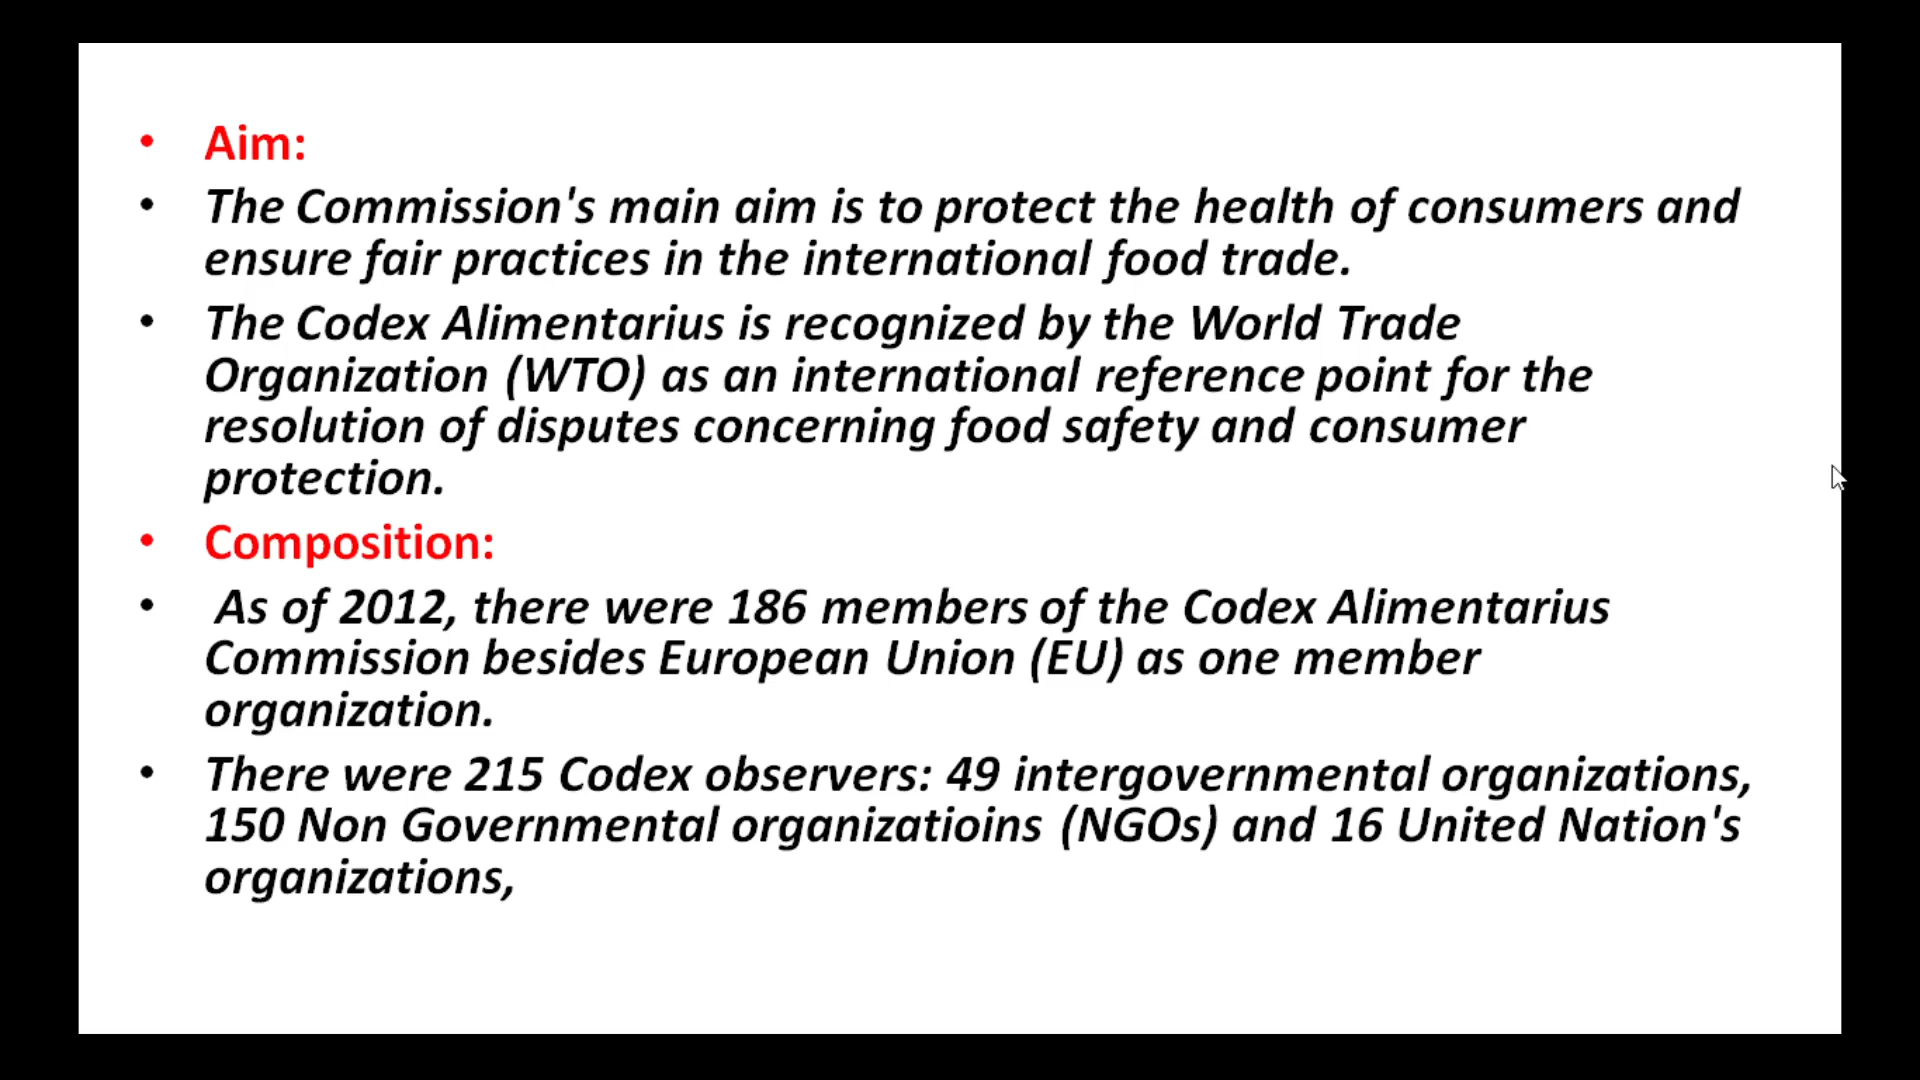 • Aim:
• The Commission's main aim is to protect the health of consumers and
ensure fair practices in the international food trade.
• The Codex Alimentarius is recognized by the World Trade
Organization (WTO) as an international reference point for the
resolution of disputes concerning food safety and consumer
protection.
• Composition:
• As of 2012, there were 186 members of the Codex Alimentarius
Commission besides European Union (EU) as one member
organization.
• There were 215 Codex observers: 49 intergovernmental organizations,
150 Non Governmental organizatioins (NGOs) and 16 United Nation's
organizations,